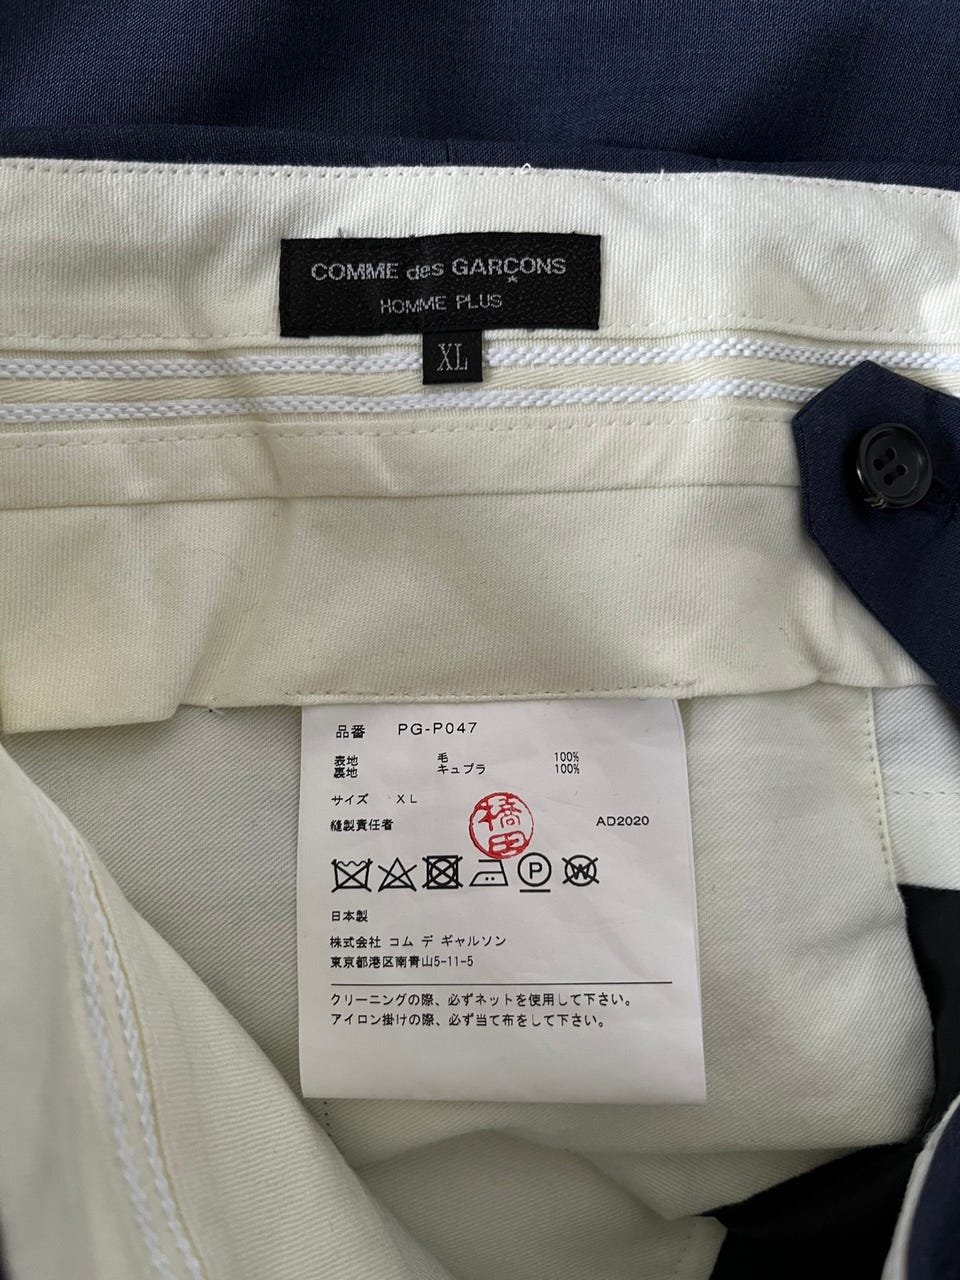 COMME des GARÇONS
HOMME PLUS
XL
品番 PG-P047
表地 毛 100%
裏地 キュプラ 100%
サイズ XL
縫製責任者 橋田 AD2020
P W
日本製
株式会社 コム デ ギャルソン
東京都港区南青山5-11-5
クリーニングの際、必ずネットを使用して下さい。
アイロン掛けの際、必ず当て布をして下さい。